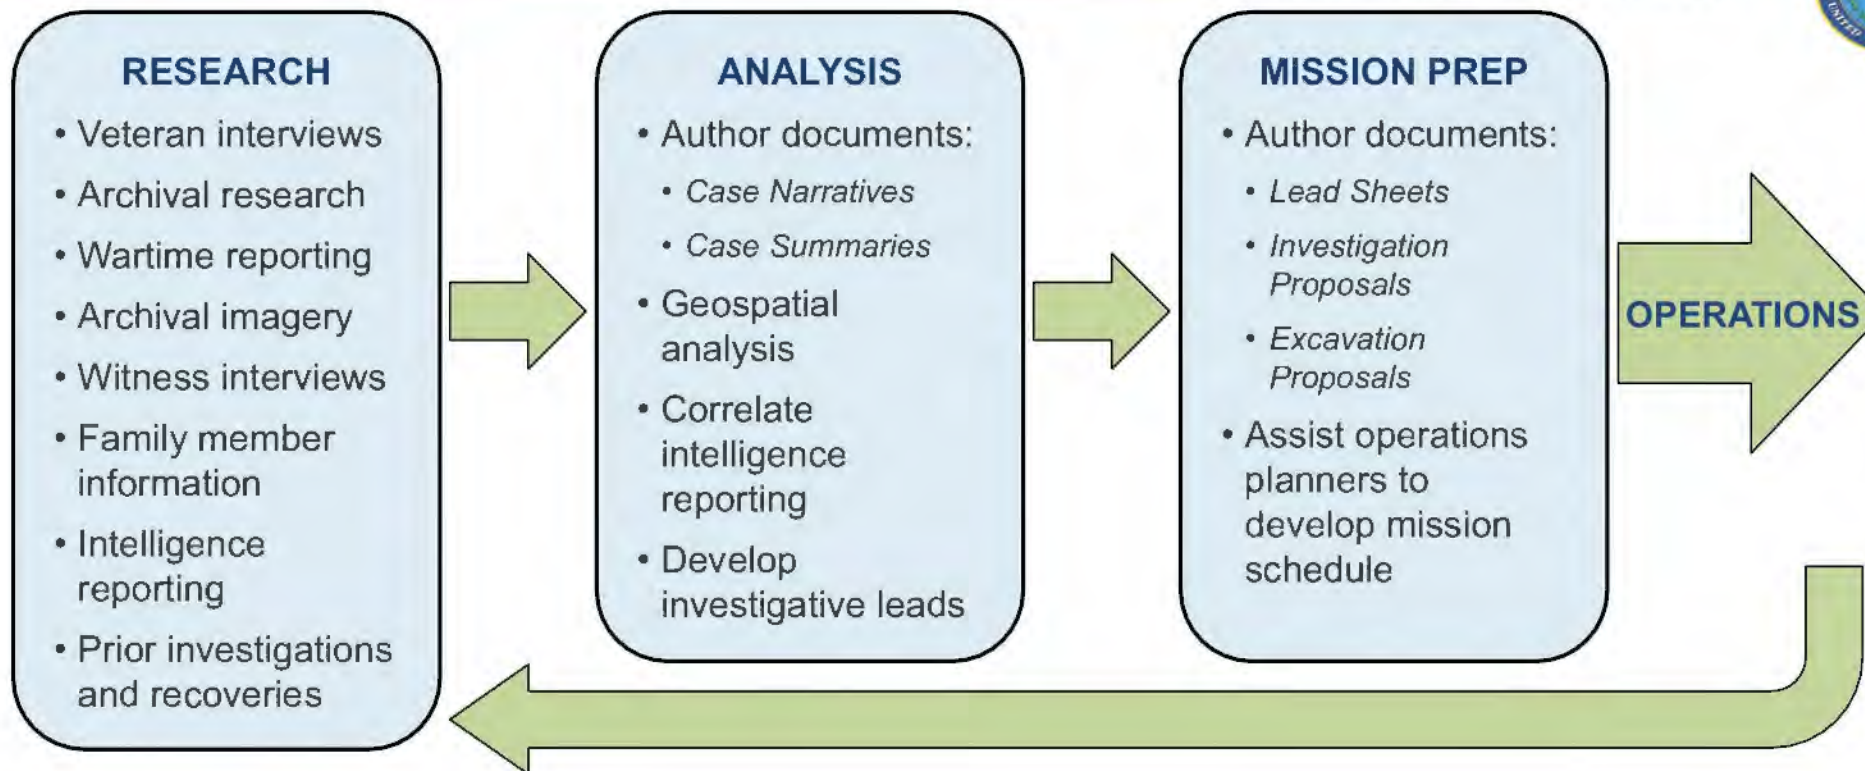 RESEARCH
• Veteran interviews
• Archival research
• Wartime reporting
• Archival imagery
• Witness interviews
• Family member
information
• Intelligence
reporting
• Prior investigations
and recoveries
ANALYSIS
• Author documents:
• Case Narratives
• Case Summaries
• Geospatial
analysis
• Correlate
intelligence
reporting
• Develop
investigative leads
MISSION PREP
• Author documents:
• Lead Sheets
• Investigation
Proposals
• Excavation
Proposals
• Assist operations
planners to
develop mission
schedule
OPERATIONS
UNITED